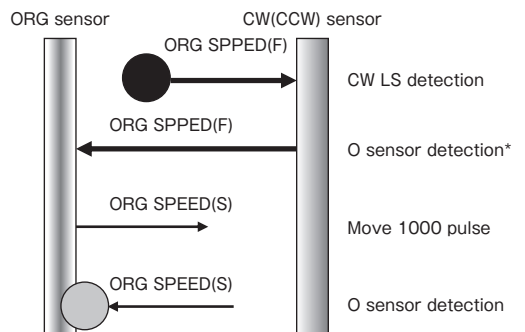 ORG sensor
CW(CCW) sensor
ORG SPPED(F)
CW LS detection
ORG SPPED(F)
O sensor detection*
ORG SPEED(S)
Move 1000 pulse
ORG SPEED(S)
O sensor detection